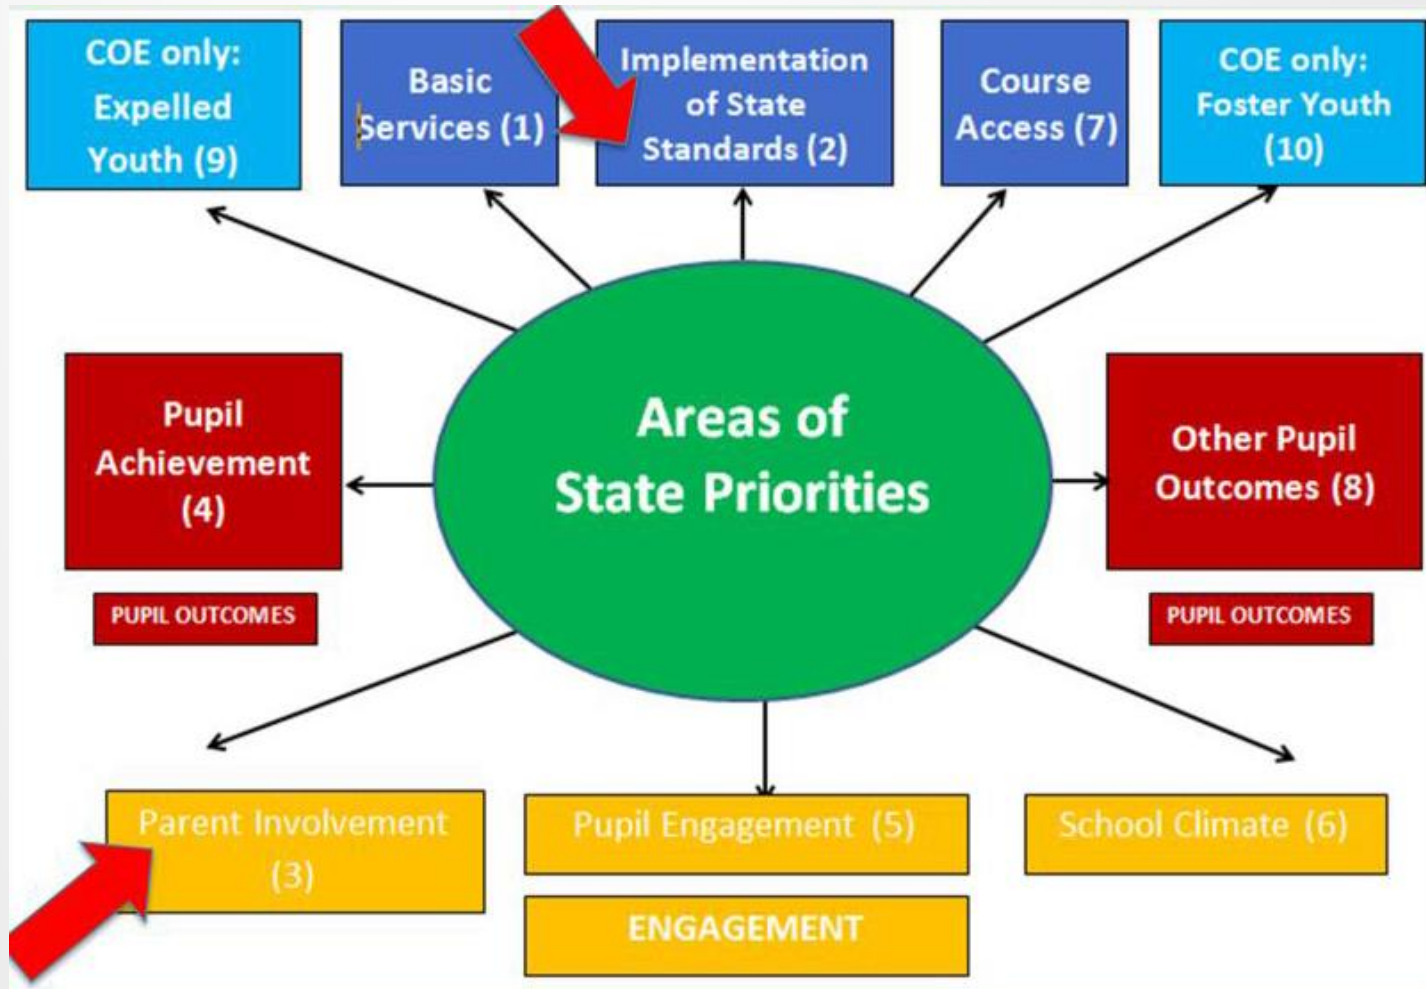 COE only:
Expelled
Youth (9)
Basic
Services (1)
Implementation
of State
Standards (2)
Course
Access (7)
COE only:
Foster Youth
(10)
Pupil
Achievement
(4)
PUPIL OUTCOMES
Areas of
State Priorities
Other Pupil
Outcomes (8)
PUPIL OUTCOMES
Parent Involvement
(3)
Pupil Engagement (5)
ENGAGEMENT
School Climate (6)